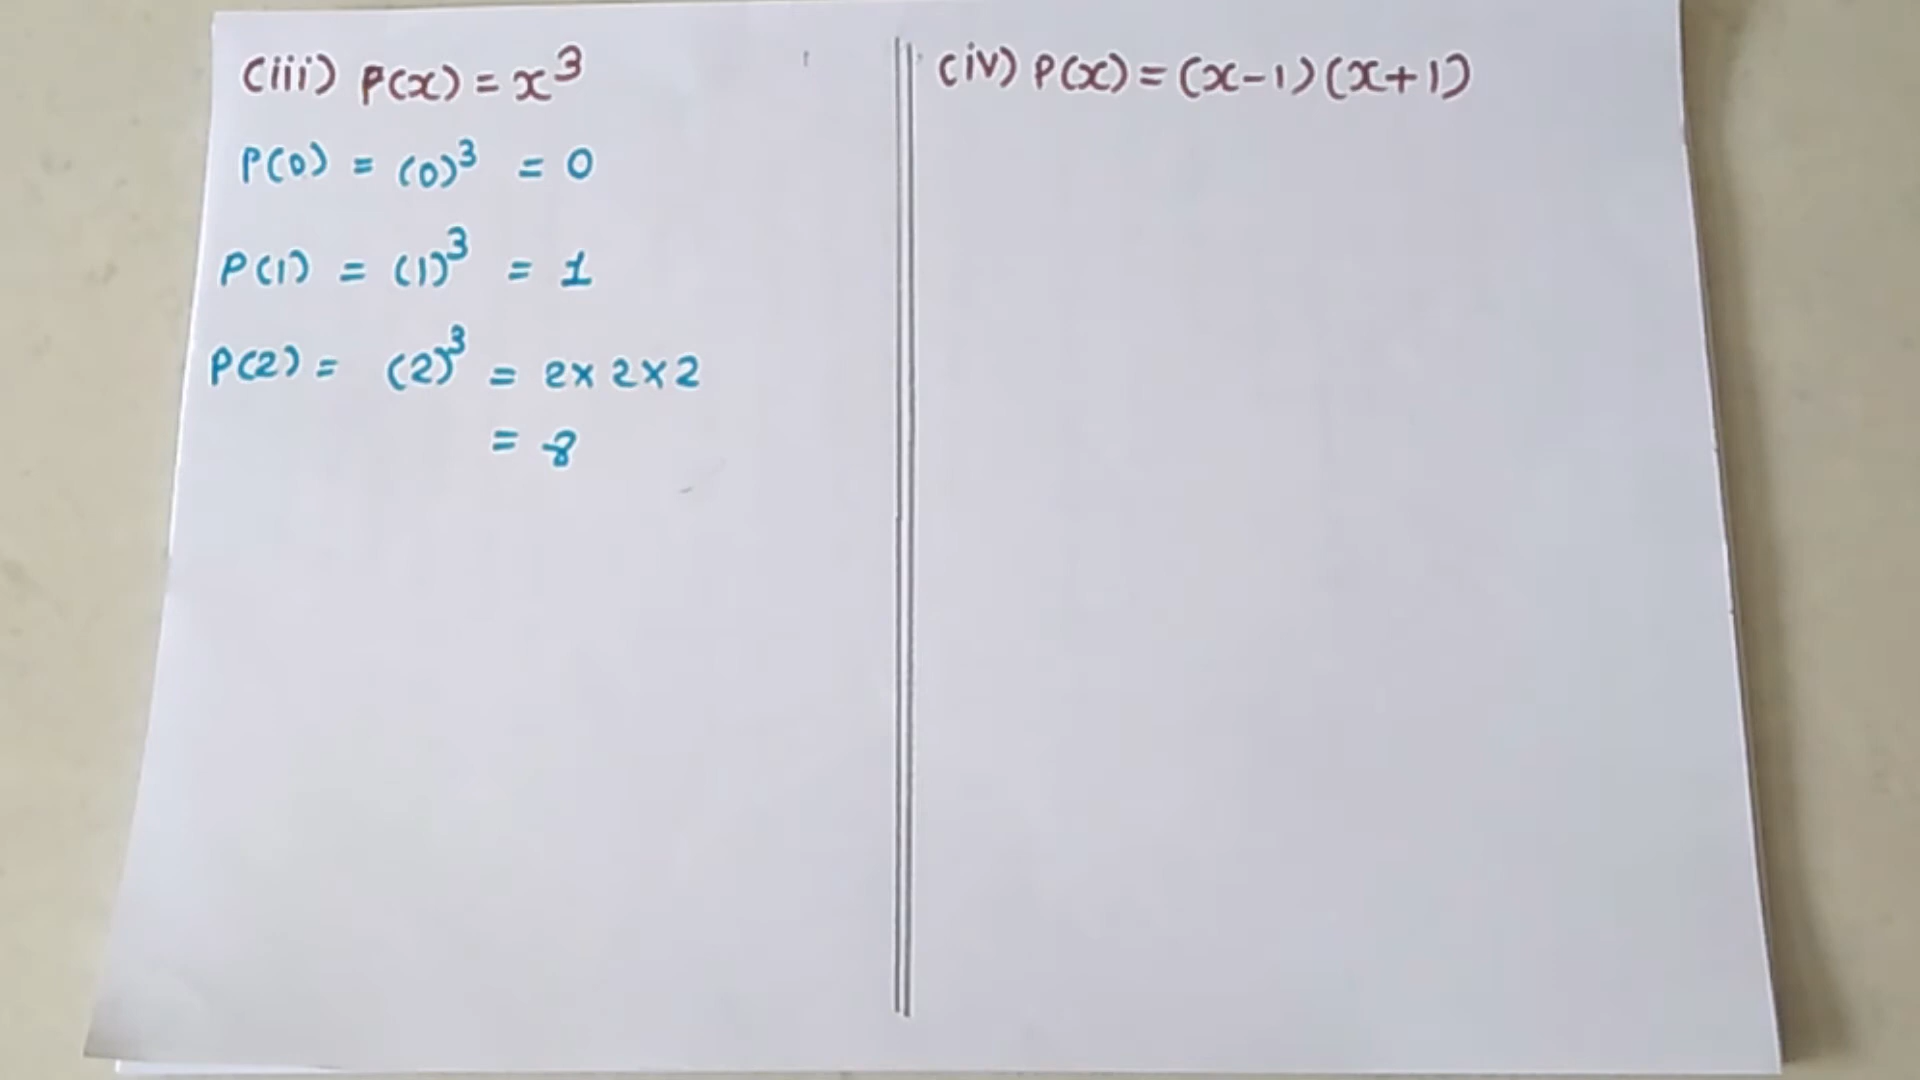 (iii) P(x) = x³
P(0) = (0)³ = 0
P(1) = (1)³ = 1
P(2) = (2)³ = 2×2×2
= 8
(iv) P(x) = (x-1)(x+1)